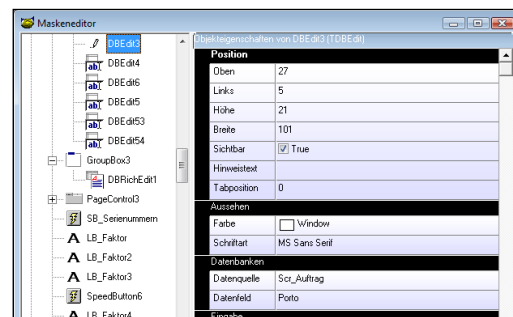 Maskeneditor
DBEdit3
DBEdit4
DBEdit6
DBEdit5
DBEdit53
DBEdit54
GroupBox3
DBRichEdit1
PageControl3
SB_Serienummern
A LB_Faktor
A LB_Faktor2
A LB_Faktor3
SpeedButton6
A LB_Faktor4
Objekteigenschaften von DBEdit3 (TDBEdit)
Position
Oben 27
Links 5
Höhe 21
Breite 101
Sichtbar True
Hinweistext
Tabposition 0
Aussehen
Farbe Window
Schriftart MS Sans Serif
Datenbanken
Datenquelle Scr_Auftrag
Datenfeld Porto
Eingabe